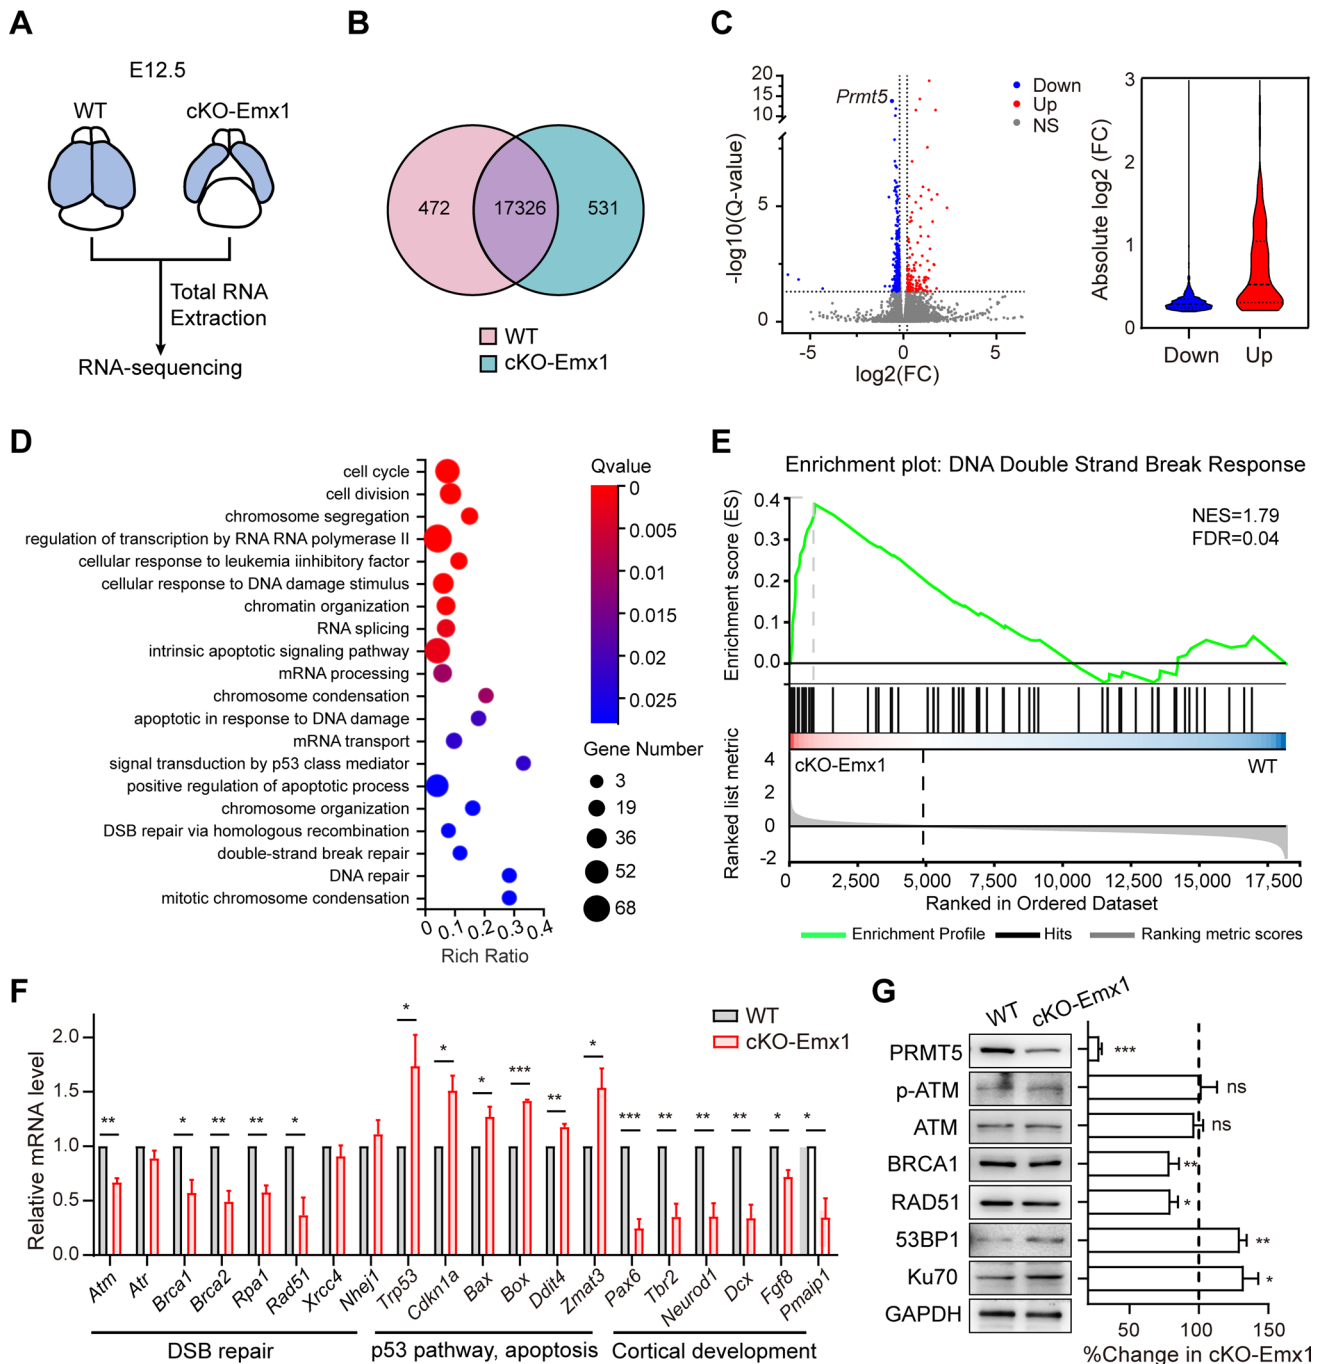 A
E12.5
WT
cKO-Emx1
Total RNA
Extraction
RNA-sequencing
B
472
17326
531
WT
cKO-Emx1
C
20
15
10
5
0
-log10(Q-value)
Prmt5
-5
0
5
log2(FC)
Down
Up
NS
3
2
1
0
Absolute log2 (FC)
Down
Up
D
cell cycle
cell division
chromosome segregation
regulation of transcription by RNA RNA polymerase II
cellular response to leukemia iinhibitory factor
cellular response to DNA damage stimulus
chromatin organization
RNA splicing
intrinsic apoptotic signaling pathway
mRNA processing
chromosome condensation
apoptotic in response to DNA damage
mRNA transport
signal transduction by p53 class mediator
positive regulation of apoptotic process
chromosome organization
DSB repair via homologous recombination
double-strand break repair
DNA repair
mitotic chromosome condensation
0 0.1 0.2 0.3 0.4
Rich Ratio
Qvalue
0
0.005
0.01
0.015
0.02
0.025
Gene Number
3
19
36
52
68
E
Enrichment plot: DNA Double Strand Break Response
NES=1.79
FDR=0.04
0.4
0.3
0.2
0.1
0.0
Enrichment score (ES)
cKO-Emx1
WT
4
2
0
-2
Ranked list metric
0 2,500 5,000 7,500 10,000 12,500 15,000 17,500
Ranked in Ordered Dataset
Enrichment Profile
Hits
Ranking metric scores
F
WT
cKO-Emx1
2.0
1.5
1.0
0.5
0.0
Relative mRNA level
** * ** ** * * * * *** ** * *** ** ** ** * *
Atm Atr Brca1 Brca2 Rpa1 Rad51 Xrcc4 Nhej1 Trp53 Cdkn1a Bax Box Ddit4 Zmat3 Pax6 Tbr2 Neurod1 Dcx Fgf8 Pmaip1
DSB repair
p53 pathway, apoptosis
Cortical development
G
WT cKO-Emx1
PRMT5 ***
p-ATM ns
ATM ns
BRCA1 **
RAD51 *
53BP1 **
Ku70 *
GAPDH
50 100 150
%Change in cKO-Emx1